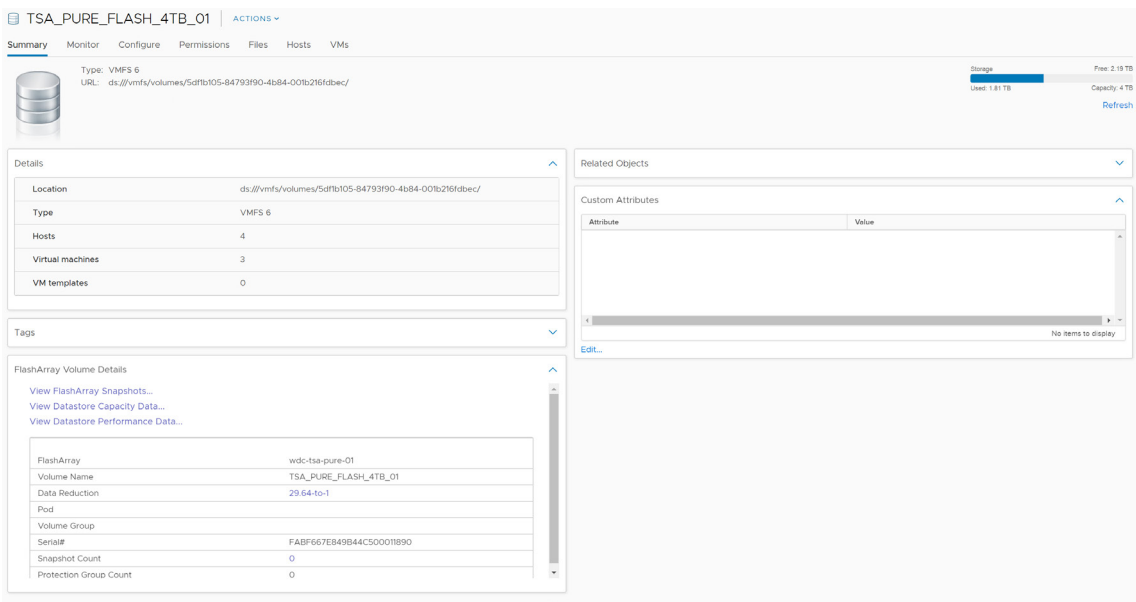 TSA_PURE_FLASH_4TB_01 ACTIONS
Summary Monitor Configure Permissions Files Hosts VMs
Type: VMFS 6
URL: ds:///vmfs/volumes/5df1b105-84793f90-4b84-001b216fdbec/
Storage Free: 2.19 TB
Used: 1.81 TB Capacity: 4 TB
Refresh
Details
Location ds:///vmfs/volumes/5df1b105-84793f90-4b84-001b216fdbec/
Type VMFS 6
Hosts 4
Virtual machines 3
VM templates 0
Tags
FlashArray Volume Details
View FlashArray Snapshots...
View Datastore Capacity Data...
View Datastore Performance Data...
FlashArray wdc-tsa-pure-01
Volume Name TSA_PURE_FLASH_4TB_01
Data Reduction 29.64-to-1
Pod
Volume Group
Serial# FABF667E849B44C500011890
Snapshot Count 0
Protection Group Count 0
Related Objects
Custom Attributes
Attribute Value
No items to display
Edit...